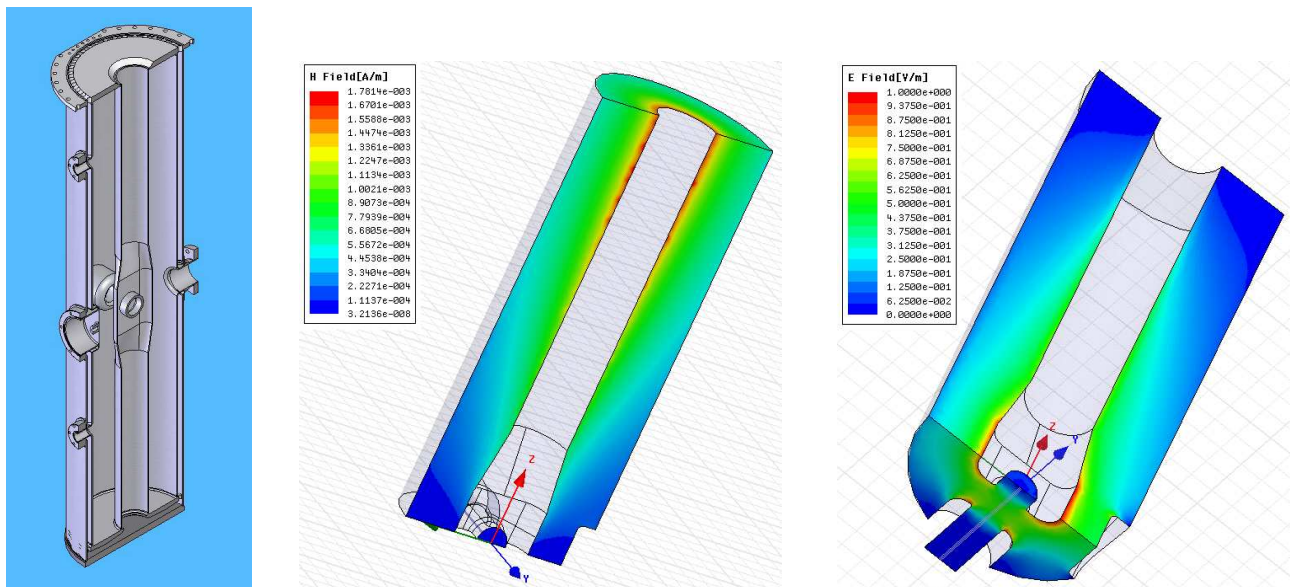 H Field[A/m]
1.7814e-003
1.6701e-003
1.5588e-003
1.4474e-003
1.3361e-003
1.2247e-003
1.1134e-003
1.0021e-003
8.9073e-004
7.7939e-004
6.6805e-004
5.5672e-004
4.4538e-004
3.3404e-004
2.2271e-004
1.1137e-004
3.2136e-008
Z
Y
E Field[V/m]
1.0000e+000
9.3750e-001
8.7500e-001
8.1250e-001
7.5000e-001
6.8750e-001
6.2500e-001
5.6250e-001
5.0000e-001
4.3750e-001
3.7500e-001
3.1250e-001
2.5000e-001
1.8750e-001
1.2500e-001
6.2500e-002
0.0000e+000
Z
Y